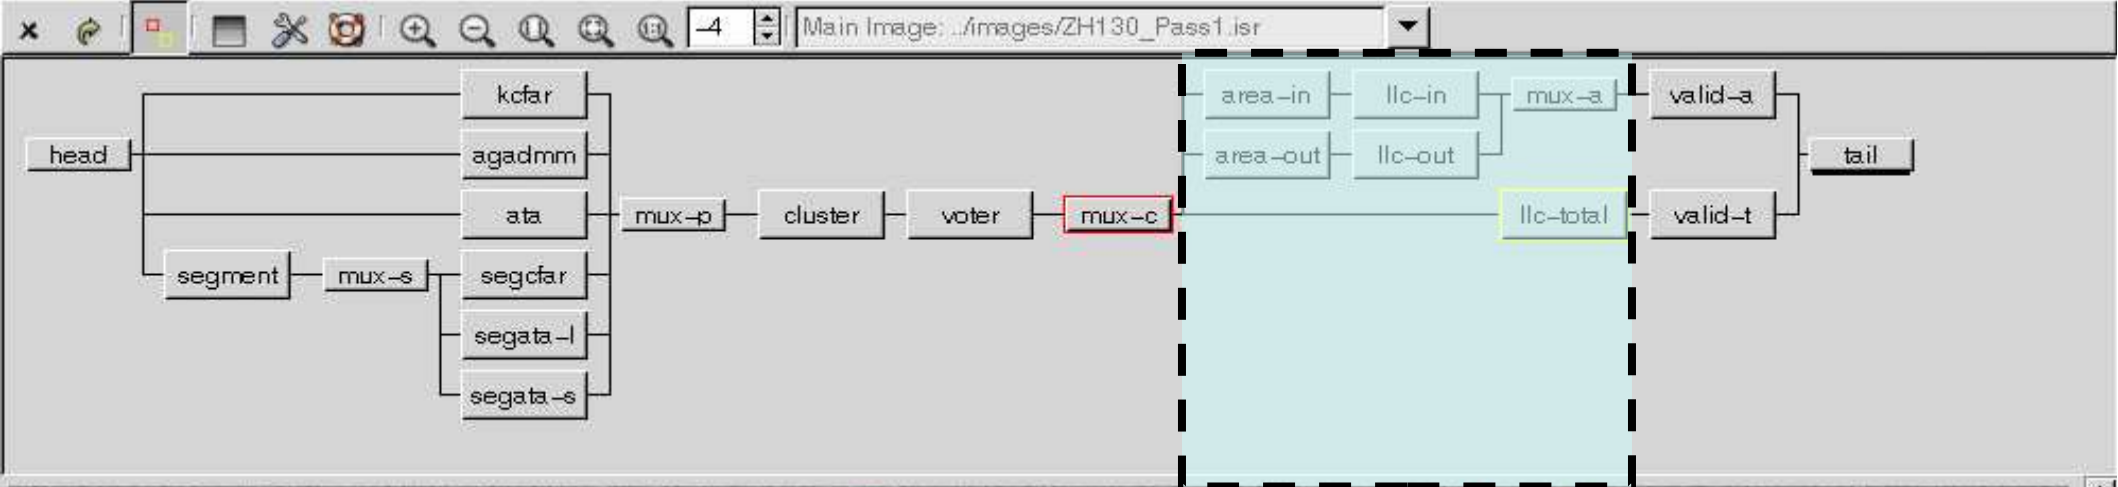 -4 Main Image: ../images/ZH130_Pass1.isr
kcfar area-in llc-in mux-a valid-a
head agadmm area-out llc-out tail
ata mux-p cluster voter mux-c llc-total valid-t
segment mux-s segcfar
segata-l
segata-s